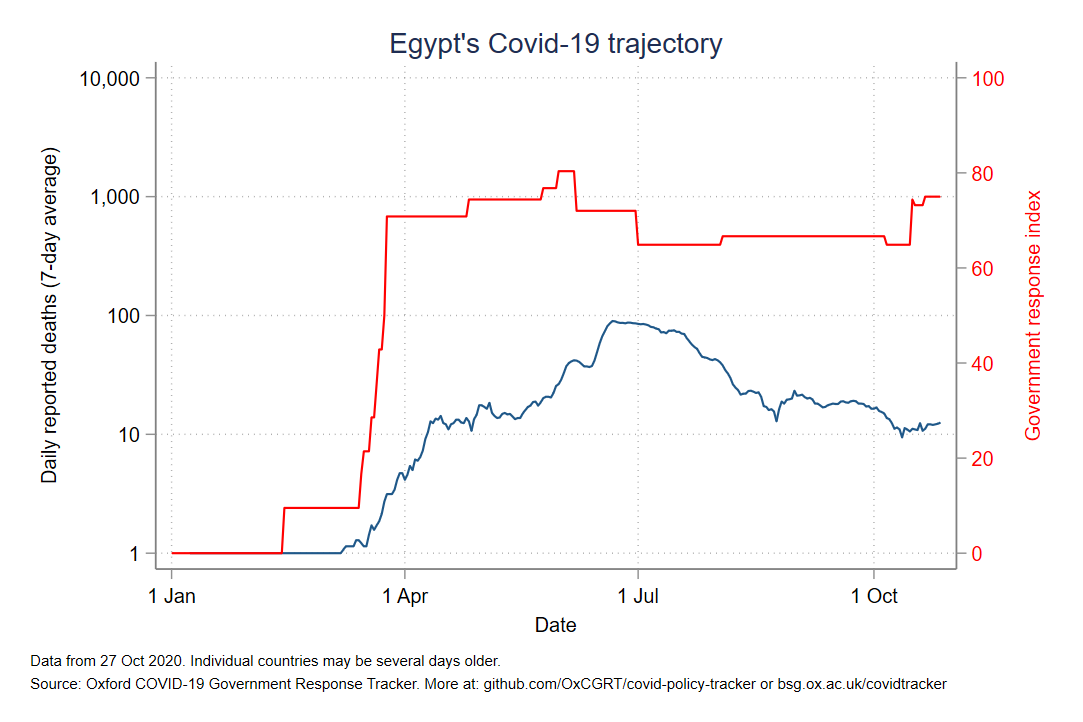 Egypt's Covid-19 trajectory
10,000
1,000
100
10
1
Daily reported deaths (7-day average)
100
80
60
40
20
0
Government response index
1 Jan
1 Apr
1 Jul
1 Oct
Date
Data from 27 Oct 2020. Individual countries may be several days older.
Source: Oxford COVID-19 Government Response Tracker. More at: github.com/OxCGRT/covid-policy-tracker or bsg.ox.ac.uk/covidtracker